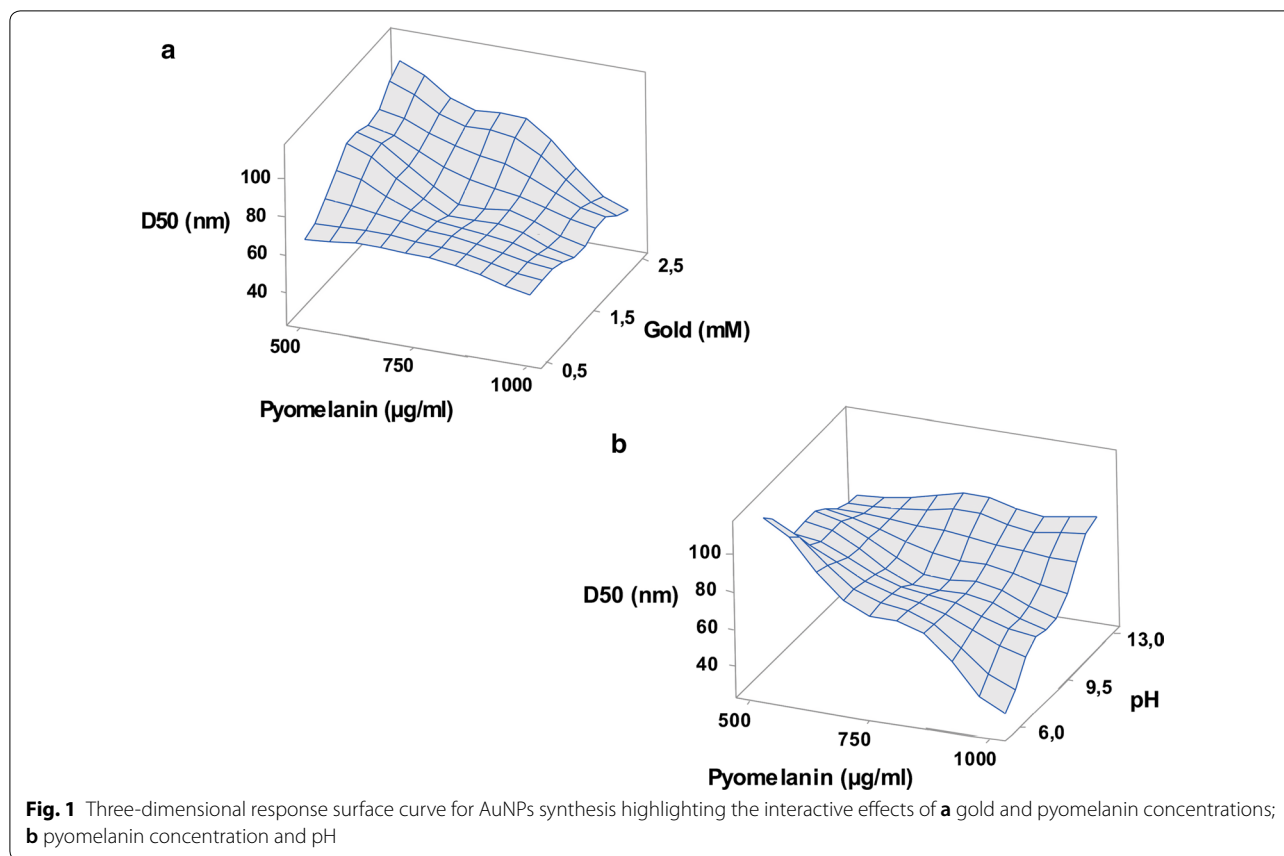 a
100
80
60
40
D50 (nm)
500
750
1000
Pyomelanin (µg/ml)
0,5
1,5
2,5
Gold (mM)
b
100
80
60
40
D50 (nm)
500
750
1000
Pyomelanin (µg/ml)
6,0
9,5
13,0
pH
Fig. 1 Three-dimensional response surface curve for AuNPs synthesis highlighting the interactive effects of a gold and pyomelanin concentrations;
b pyomelanin concentration and pH